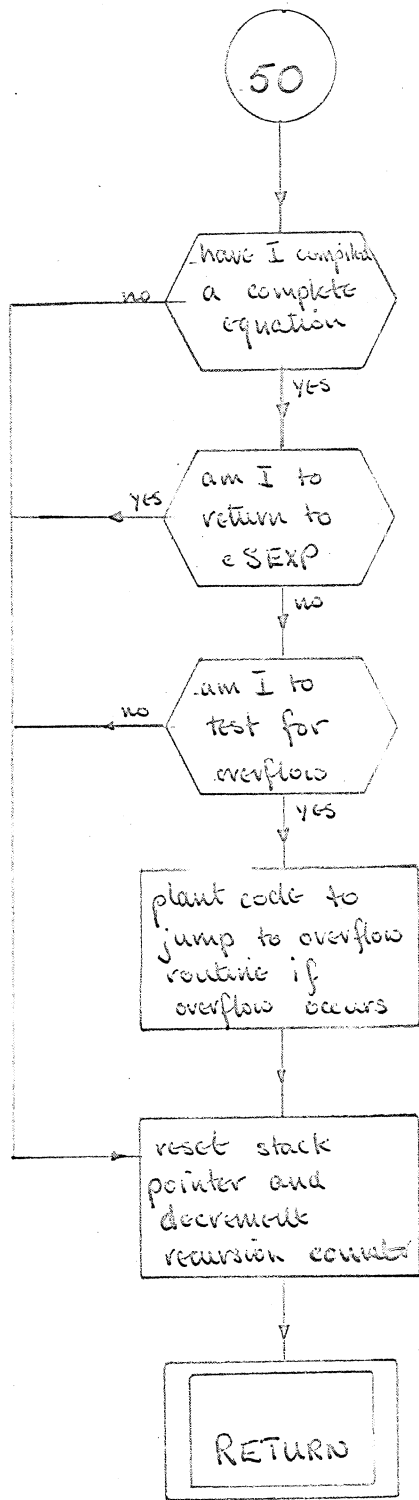 50
have I compiled
a complete
equation
no
YES
am I to
return to
eSEXP
YES
no
am I to
test for
overflow
no
YES
plant code to
jump to overflow
routine if
overflow occurs
reset stack
pointer and
decrement
recursion counter
RETURN